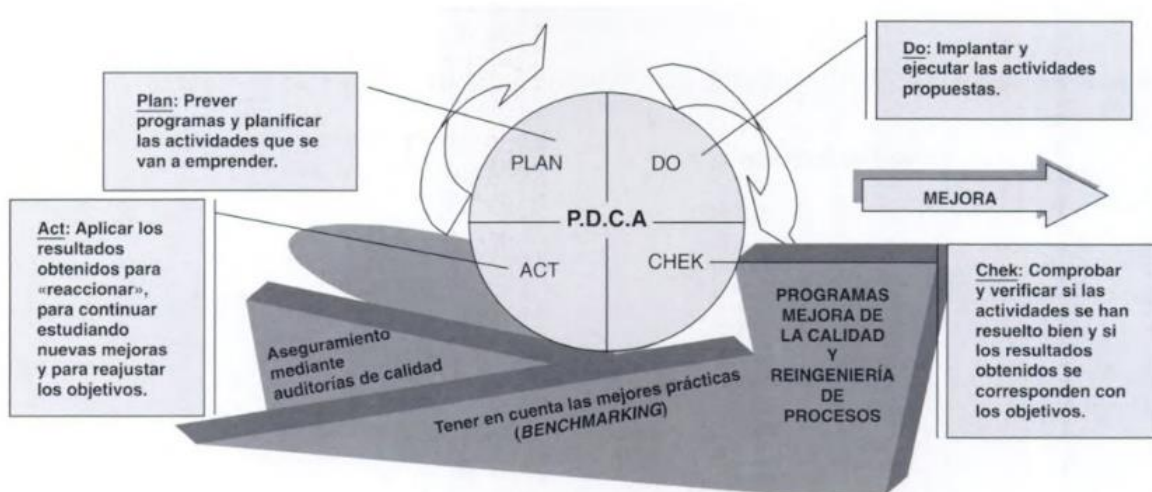 Plan: Prever
programas y planificar
las actividades que se
van a emprender.
Do: Implantar y
ejecutar las actividades
propuestas.
PLAN
DO
P.D.C.A
ACT
CHEK
MEJORA
Act: Aplicar los
resultados
obtenidos para
«reaccionar»,
para continuar
estudiando
nuevas mejoras
y para reajustar
los objetivos.
Aseguramiento
mediante
auditorías de calidad
Tener en cuenta las mejores prácticas
(BENCHMARKING)
PROGRAMAS
MEJORA DE
LA CALIDAD
Y
REINGENIERÍA
DE
PROCESOS
Chek: Comprobar
y verificar si las
actividades se han
resuelto bien y si
los resultados
obtenidos se
corresponden con
los objetivos.